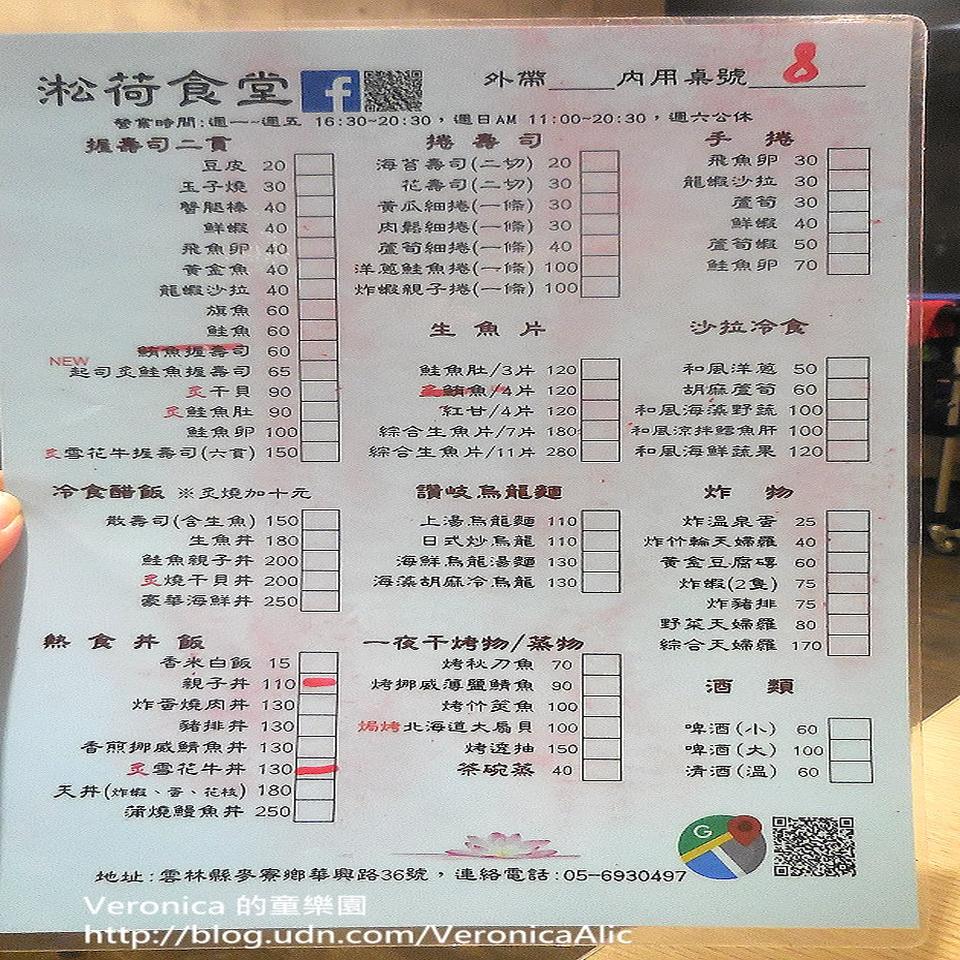 淞荷食堂 外帶____內用桌號________ 8
營業時間:週一~週五 16:30~20:30，週日AM 11:00~20:30，週六公休
握壽司二貫
豆皮 20
玉子燒 30
蟹腿棒 40
鮮蝦 40
飛魚卵 40
黃金魚 40
龍蝦沙拉 40
旗魚 60
鮭魚 60
鮪魚握壽司 60
NEW
起司炙鮭魚握壽司 65
炙干貝 90
炙鮭魚肚 90
鮭魚卵 100
炙雪花牛握壽司(六貫) 150
捲壽司
海苔壽司(二切) 20
花壽司(二切) 30
黃瓜細捲(一條) 30
肉鬆細捲(一條) 30
蘆筍細捲(一條) 40
洋蔥鮭魚捲(一條) 100
炸蝦親子捲(一條) 100
手捲
飛魚卵 30
龍蝦沙拉 30
蘆筍 30
鮮蝦 40
蘆筍蝦 50
鮭魚卵 70
生魚片
鮭魚肚/3片 120
炙鮪魚/4片 120
紅甘/4片 120
綜合生魚片/7片 180
綜合生魚片/11片 280
沙拉冷食
和風洋蔥 50
胡麻蘆筍 60
和風海藻野蔬 100
和風涼拌鱈魚肝 100
和風海鮮蔬果 120
冷食醋飯 ※炙燒加十元
散壽司(含生魚) 150
生魚丼 180
鮭魚親子丼 200
炙燒干貝丼 200
豪華海鮮丼 250
讚岐烏龍麵
上湯烏龍麵 110
日式炒烏龍 110
海鮮烏龍湯麵 130
海藻胡麻冷烏龍 130
炸物
炸溫泉蛋 25
炸竹輪天婦羅 40
黃金豆腐磚 60
炸蝦(2隻) 75
炸豬排 75
野菜天婦羅 80
綜合天婦羅 170
熱食丼飯
香米白飯 15
親子丼 110
炸蛋燒肉丼 130
豬排丼 130
香煎挪威鯖魚丼 130
炙雪花牛丼 130
天丼(炸蝦、蛋、花枝) 180
蒲燒鰻魚丼 250
一夜干烤物/蒸物
烤秋刀魚 70
烤挪威薄鹽鯖魚 90
烤竹筴魚 100
焗烤北海道大扇貝 100
烤透抽 150
茶碗蒸 40
酒類
啤酒(小) 60
啤酒(大) 100
清酒(溫) 60
地址:雲林縣麥寮鄉華興路36號，連絡電話:05-6930497
Veronica 的童樂園
http://blog.udn.com/VeronicaAlic